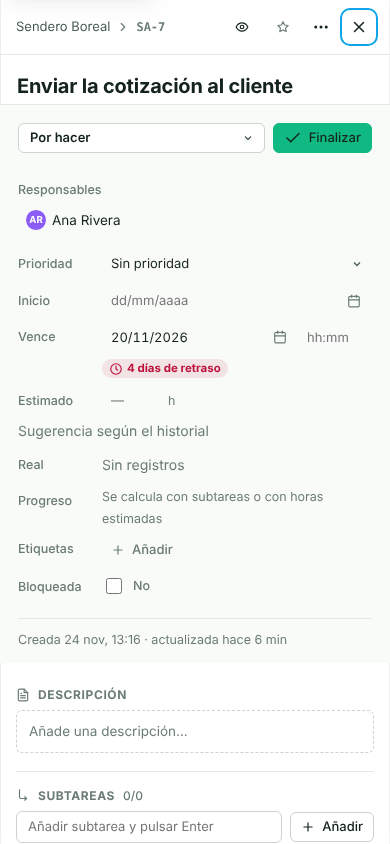 Sendero Boreal > SA-7
Enviar la cotización al cliente
Por hacer
Finalizar
Responsables
AR Ana Rivera
Prioridad Sin prioridad
Inicio dd/mm/aaaa
Vence 20/11/2026 hh:mm
4 días de retraso
Estimado — h
Sugerencia según el historial
Real Sin registros
Progreso Se calcula con subtareas o con horas
estimadas
Etiquetas + Añadir
Bloqueada No
Creada 24 nov, 13:16 · actualizada hace 6 min
DESCRIPCIÓN
Añade una descripción...
SUBTAREAS 0/0
Añadir subtarea y pulsar Enter
+ Añadir